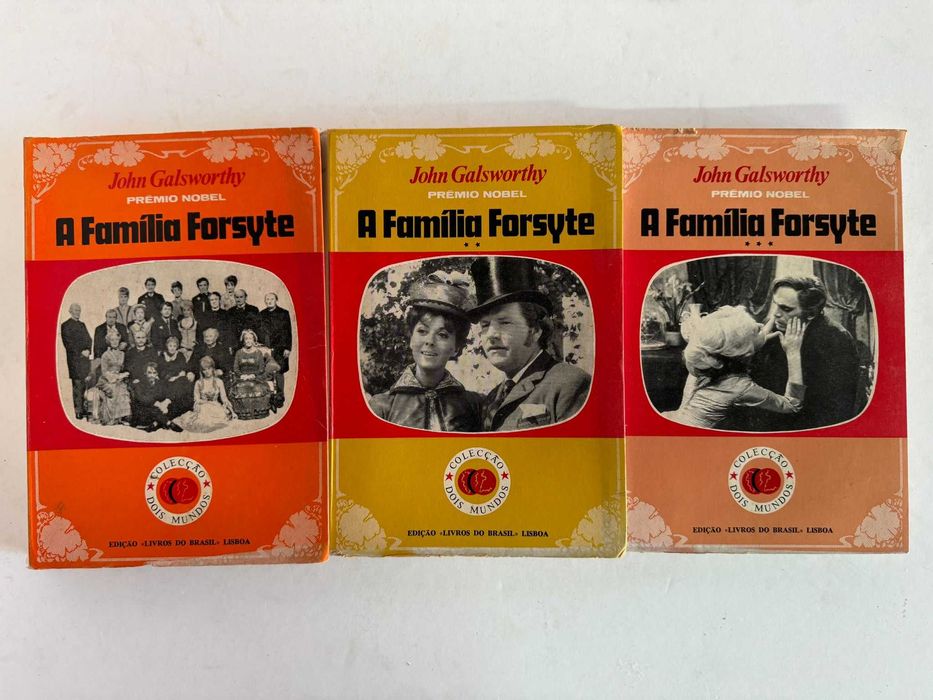 John Galsworthy
PRÉMIO NOBEL
A Família Forsyte
COLECÇÃO
DOIS MUNDOS
EDIÇÃO «LIVROS DO BRASIL» LISBOA
John Galsworthy
PRÉMIO NOBEL
A Família Forsyte
★ ★
COLECÇÃO
DOIS MUNDOS
EDIÇÃO «LIVROS DO BRASIL» LISBOA
John Galsworthy
PRÉMIO NOBEL
A Família Forsyte
★ ★ ★
COLECÇÃO
DOIS MUNDOS
EDIÇÃO «LIVROS DO BRASIL» LISBOA